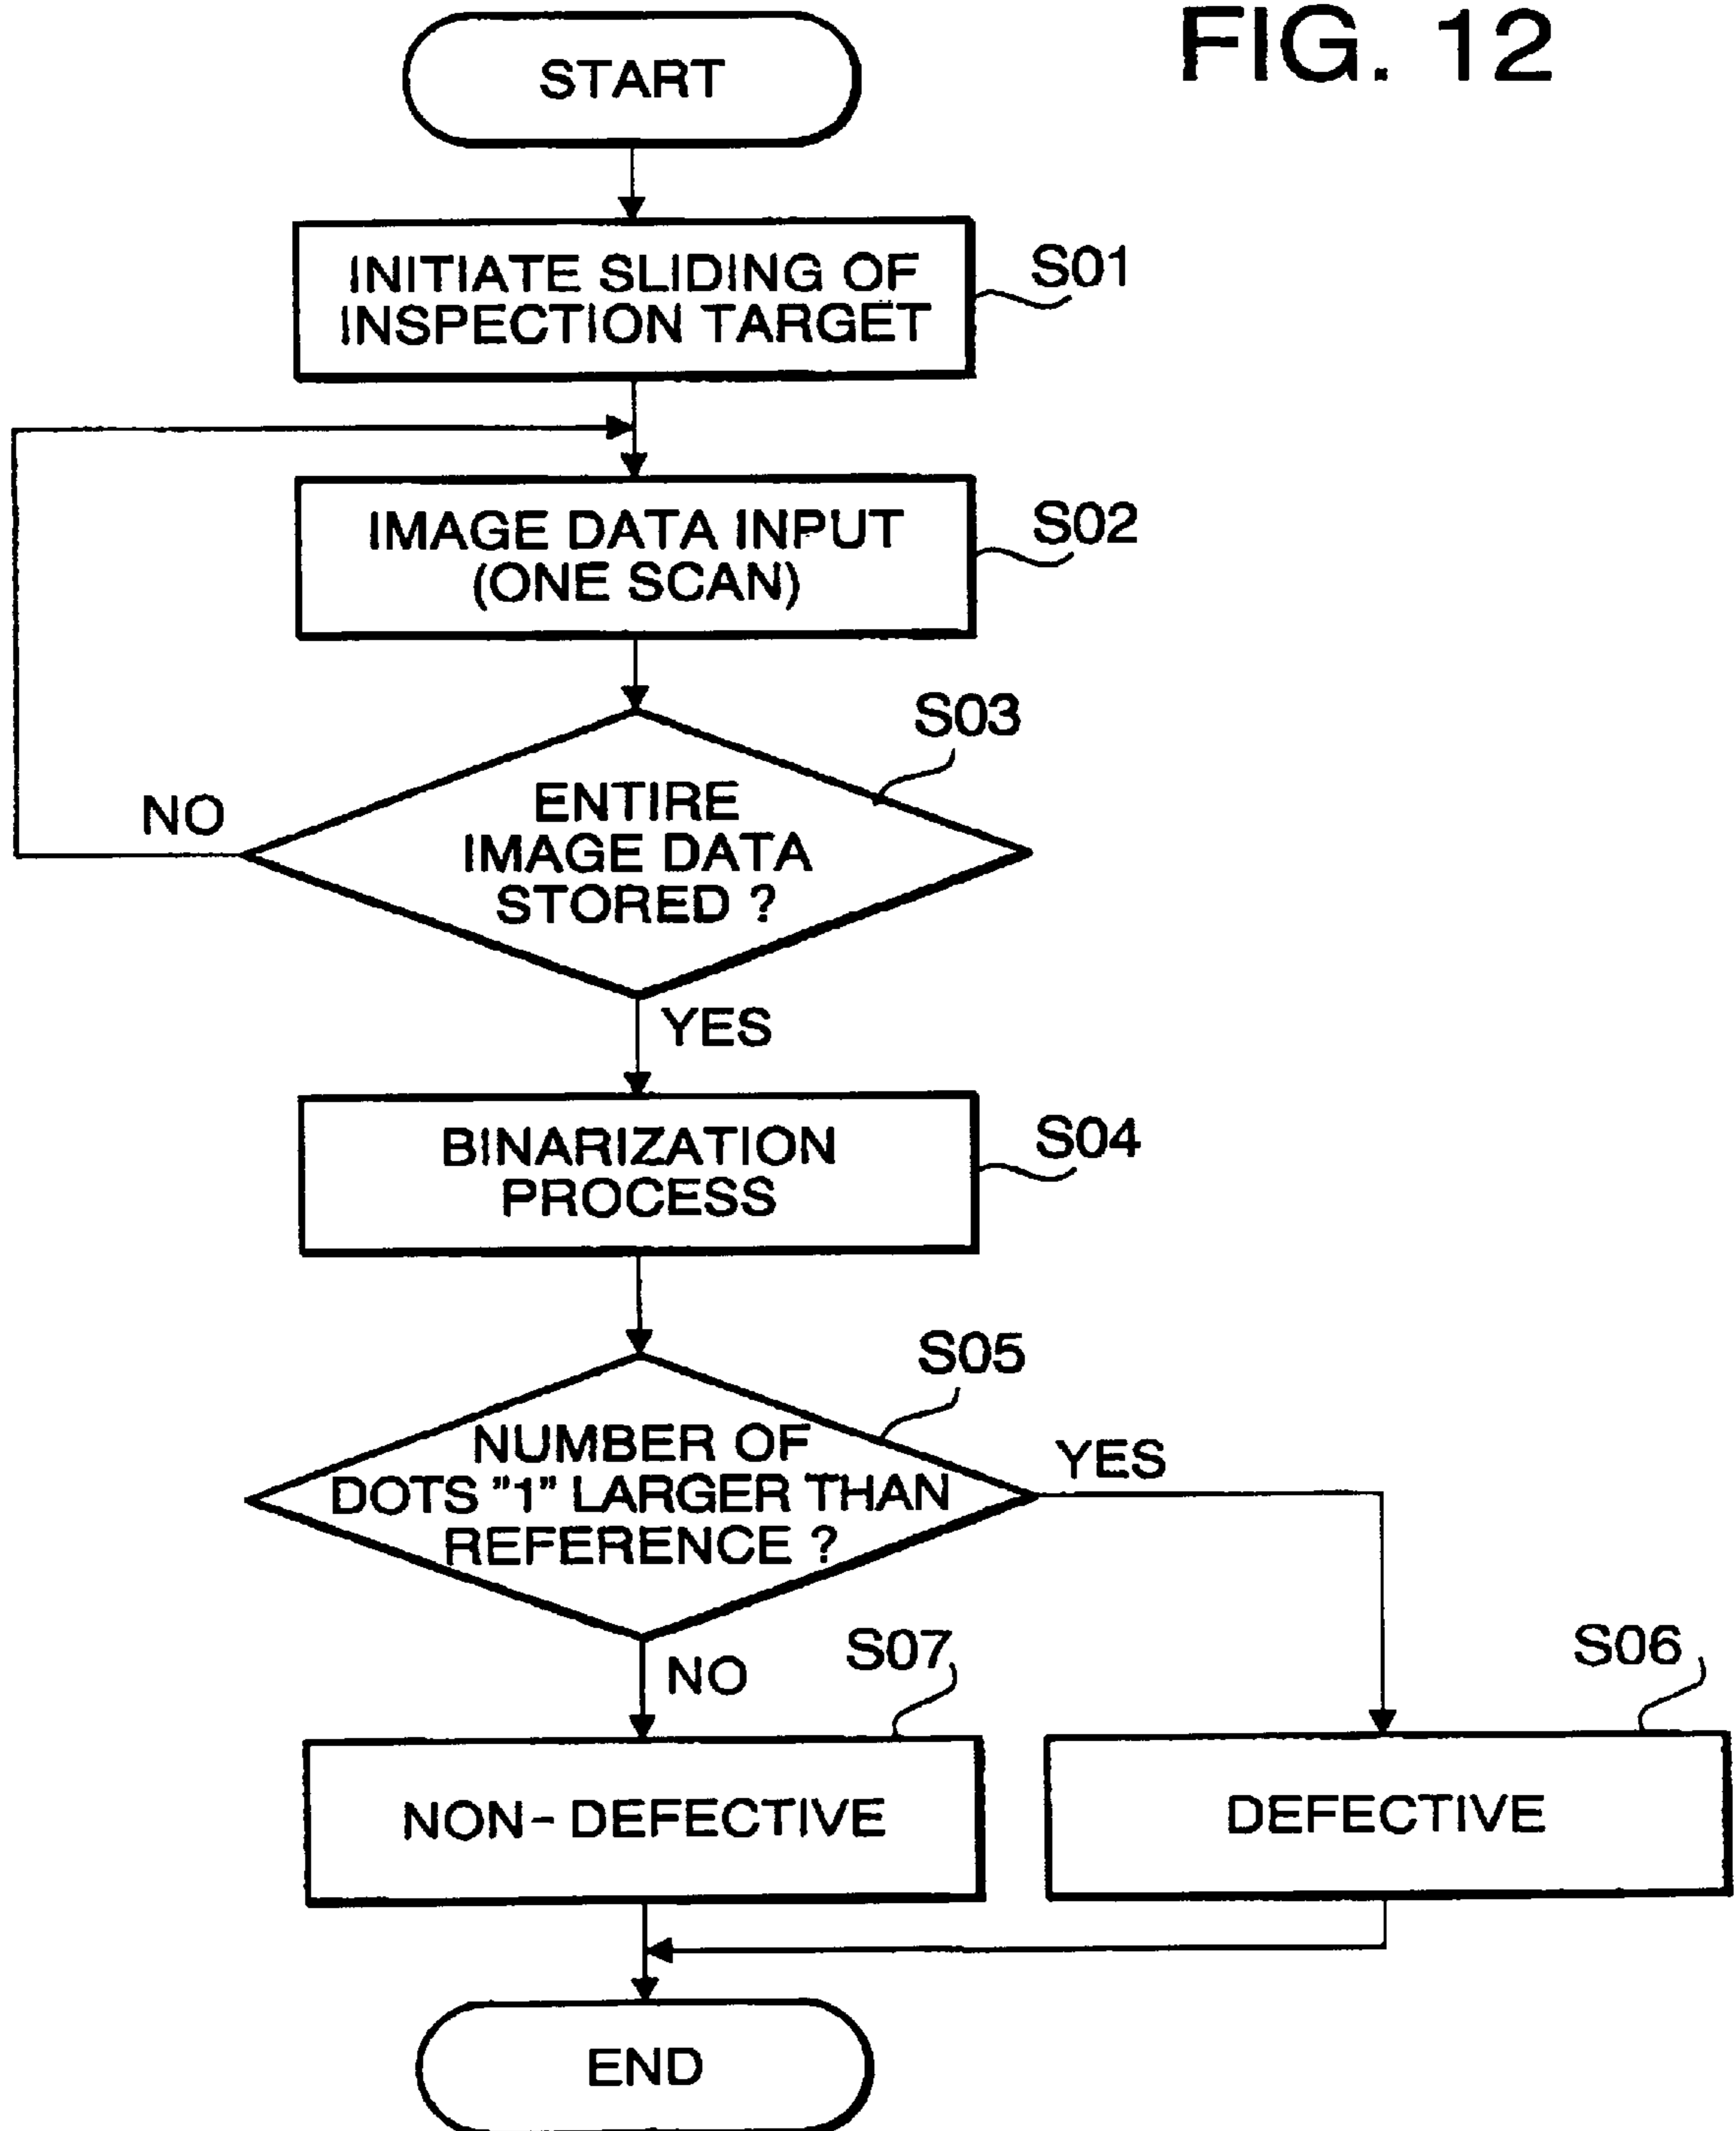 FIG. 12
START
INITIATE SLIDING OF
INSPECTION TARGET
S01
IMAGE DATA INPUT
(ONE SCAN)
S02
S03
ENTIRE
IMAGE DATA
STORED ?
NO
YES
BINARIZATION
PROCESS
S04
S05
NUMBER OF
DOTS "1" LARGER THAN
REFERENCE ?
YES
NO
S07
S06
NON-DEFECTIVE
DEFECTIVE
END